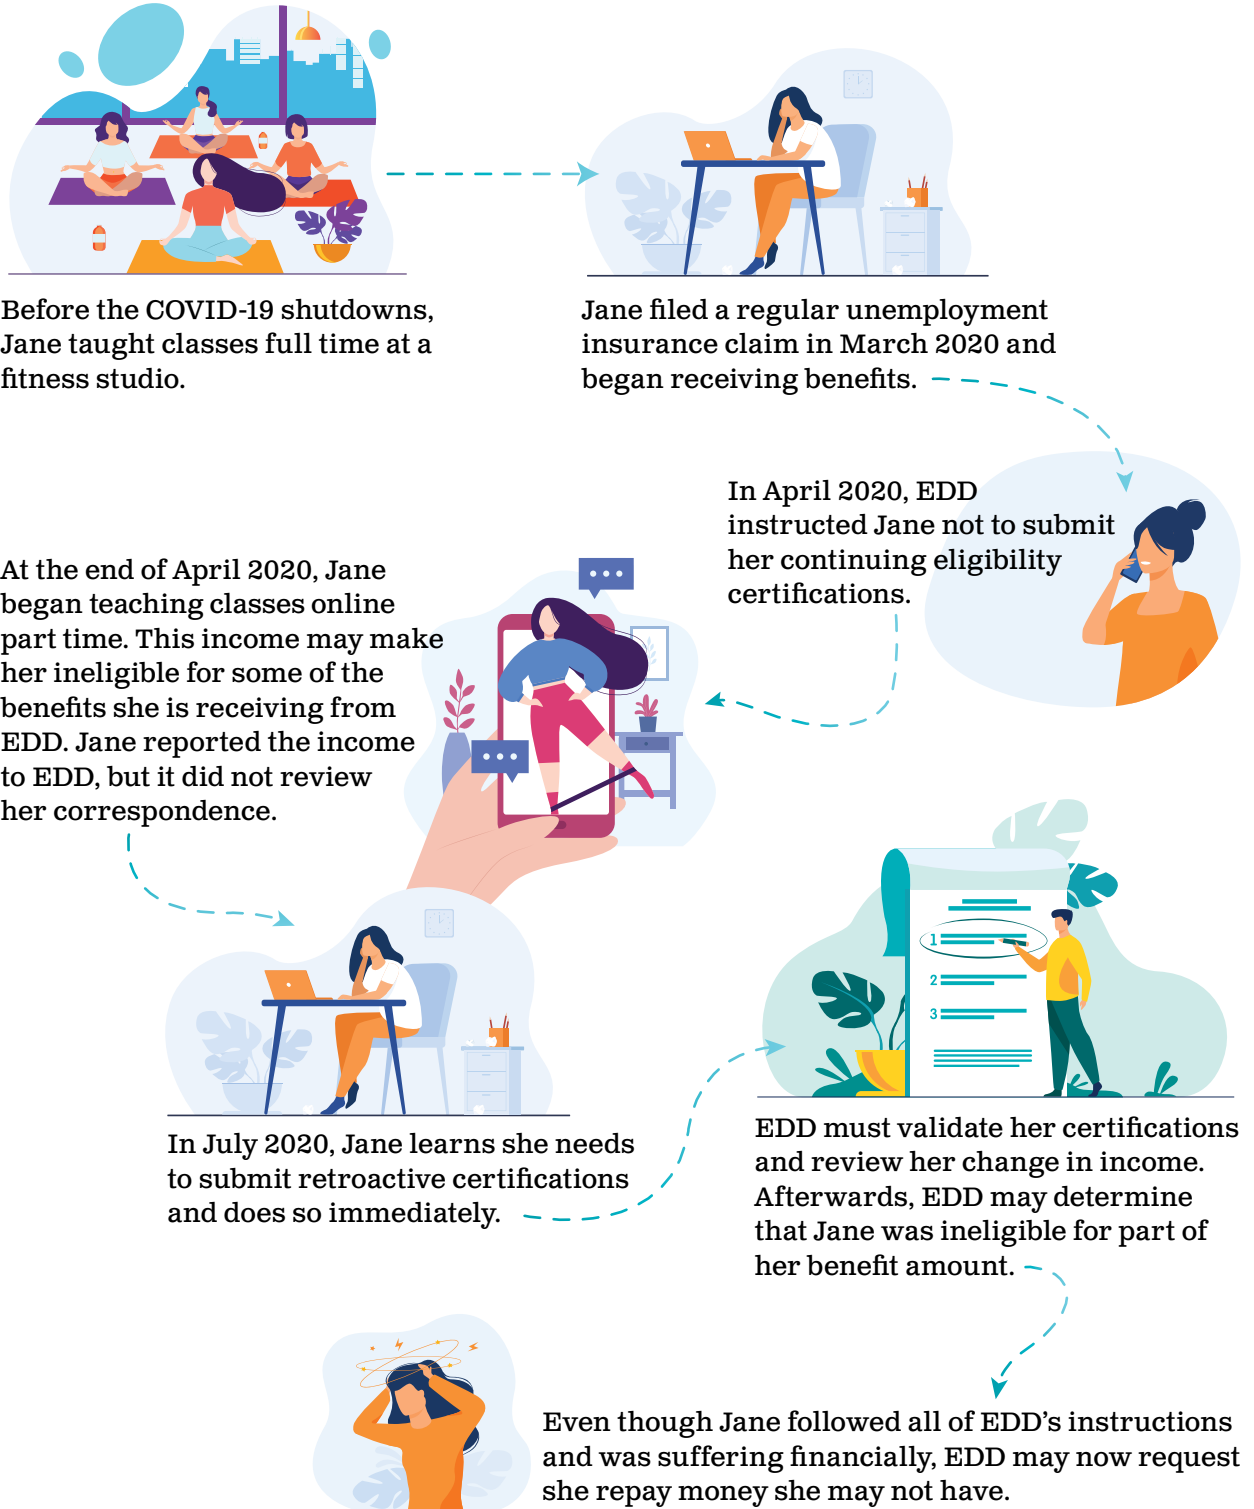 Before the COVID-19 shutdowns,
Jane taught classes full time at a
fitness studio.
Jane filed a regular unemployment
insurance claim in March 2020 and
began receiving benefits.
In April 2020, EDD
instructed Jane not to submit
her continuing eligibility
certifications.
At the end of April 2020, Jane
began teaching classes online
part time. This income may make
her ineligible for some of the
benefits she is receiving from
EDD. Jane reported the income
to EDD, but it did not review
her correspondence.
In July 2020, Jane learns she needs
to submit retroactive certifications
and does so immediately.
1
2
3
EDD must validate her certifications
and review her change in income.
Afterwards, EDD may determine
that Jane was ineligible for part of
her benefit amount.
Even though Jane followed all of EDD’s instructions
and was suffering financially, EDD may now request
she repay money she may not have.